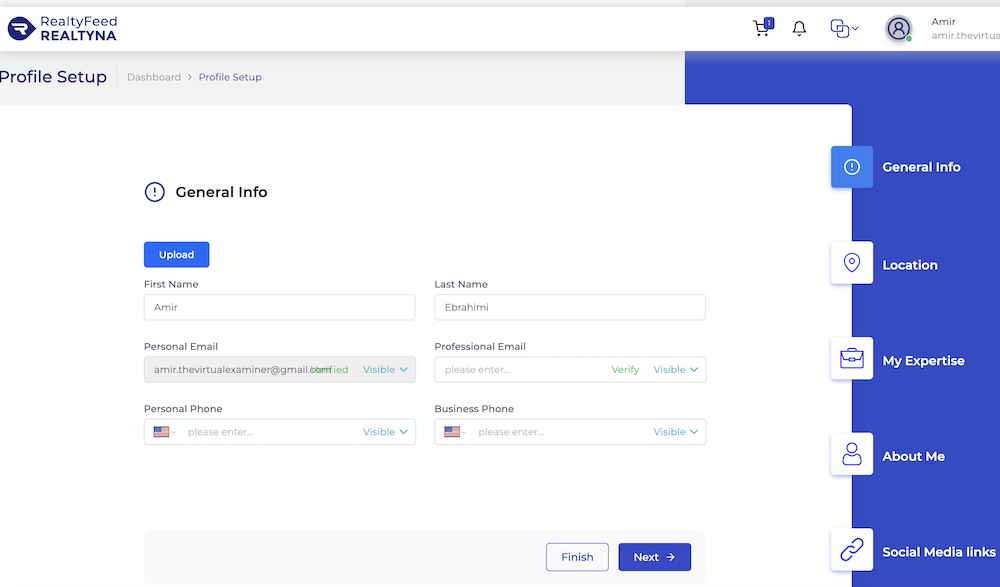 RealtyFeed
REALTYNA
1
Amir
amir.thevirtua
Profile Setup
Dashboard > Profile Setup
General Info
General Info
Upload
First Name
Last Name
Amir
Ebrahimi
Personal Email
Professional Email
amir.thevirtualexaminer@gmail.com Verified Visible
please enter... Verify Visible
Personal Phone
Business Phone
please enter... Visible
please enter... Visible
Finish
Next →
Location
My Expertise
About Me
Social Media links